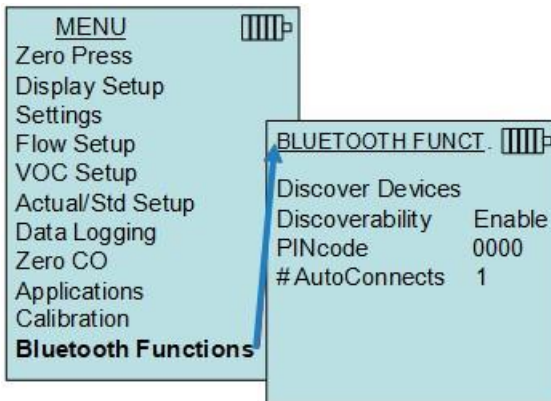 MENU
Zero Press
Display Setup
Settings
Flow Setup
VOC Setup
Actual/Std Setup
Data Logging
Zero CO
Applications
Calibration
Bluetooth Functions
BLUETOOTH FUNCT.
Discover Devices
Discoverability Enable
PINcode 0000
# AutoConnects 1